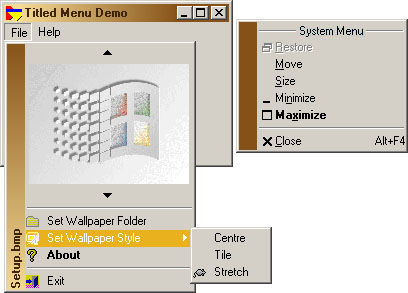 Titled Menu Demo
File Help
Setup.bmp
Set Wallpaper Folder
Set Wallpaper Style
About
Exit
Centre
Tile
Stretch
System Menu
Restore
Move
Size
Minimize
Maximize
Close Alt+F4